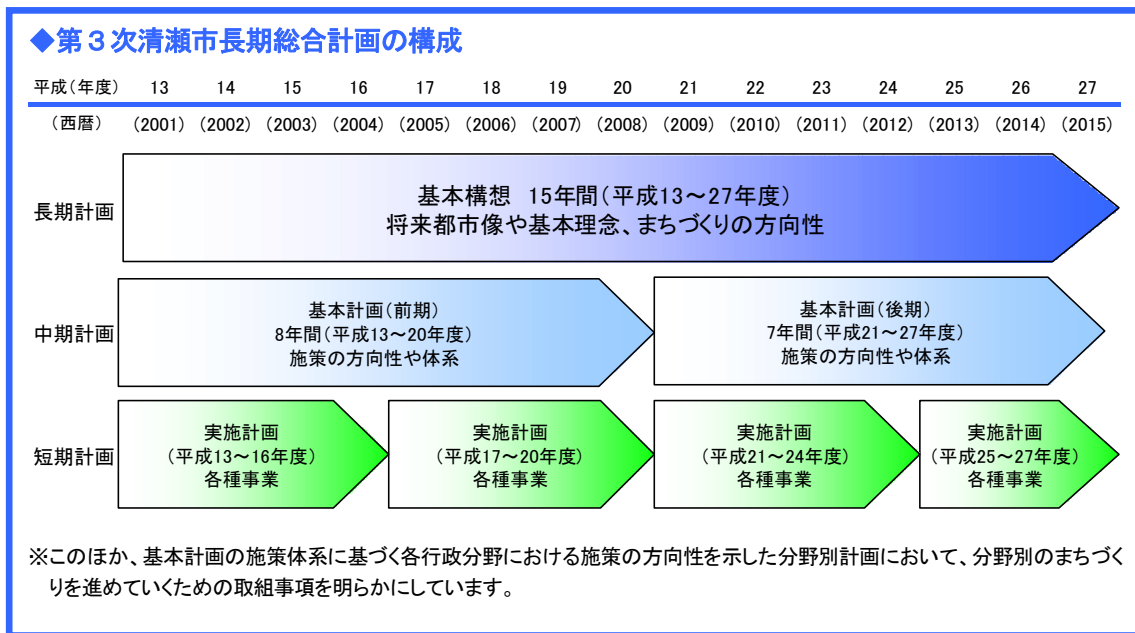 ◆第３次清瀬市長期総合計画の構成
平成(年度) 13 14 15 16 17 18 19 20 21 22 23 24 25 26 27
(西暦) (2001) (2002) (2003) (2004) (2005) (2006) (2007) (2008) (2009) (2010) (2011) (2012) (2013) (2014) (2015)
長期計画
基本構想 15年間(平成13～27年度)
将来都市像や基本理念、まちづくりの方向性
中期計画
基本計画(前期)
8年間(平成13～20年度)
施策の方向性や体系
基本計画(後期)
7年間(平成21～27年度)
施策の方向性や体系
短期計画
実施計画
(平成13～16年度)
各種事業
実施計画
(平成17～20年度)
各種事業
実施計画
(平成21～24年度)
各種事業
実施計画
(平成25～27年度)
各種事業
※このほか、基本計画の施策体系に基づく各行政分野における施策の方向性を示した分野別計画において、分野別のまちづく
りを進めていくための取組事項を明らかにしています。